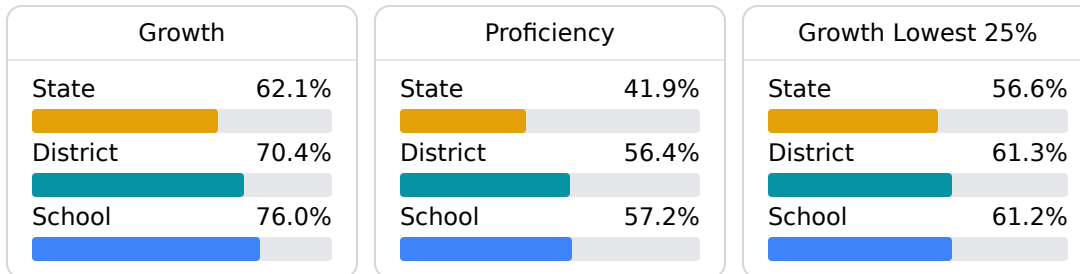 Growth
State 62.1%
District 70.4%
School 76.0%
Proficiency
State 41.9%
District 56.4%
School 57.2%
Growth Lowest 25%
State 56.6%
District 61.3%
School 61.2%